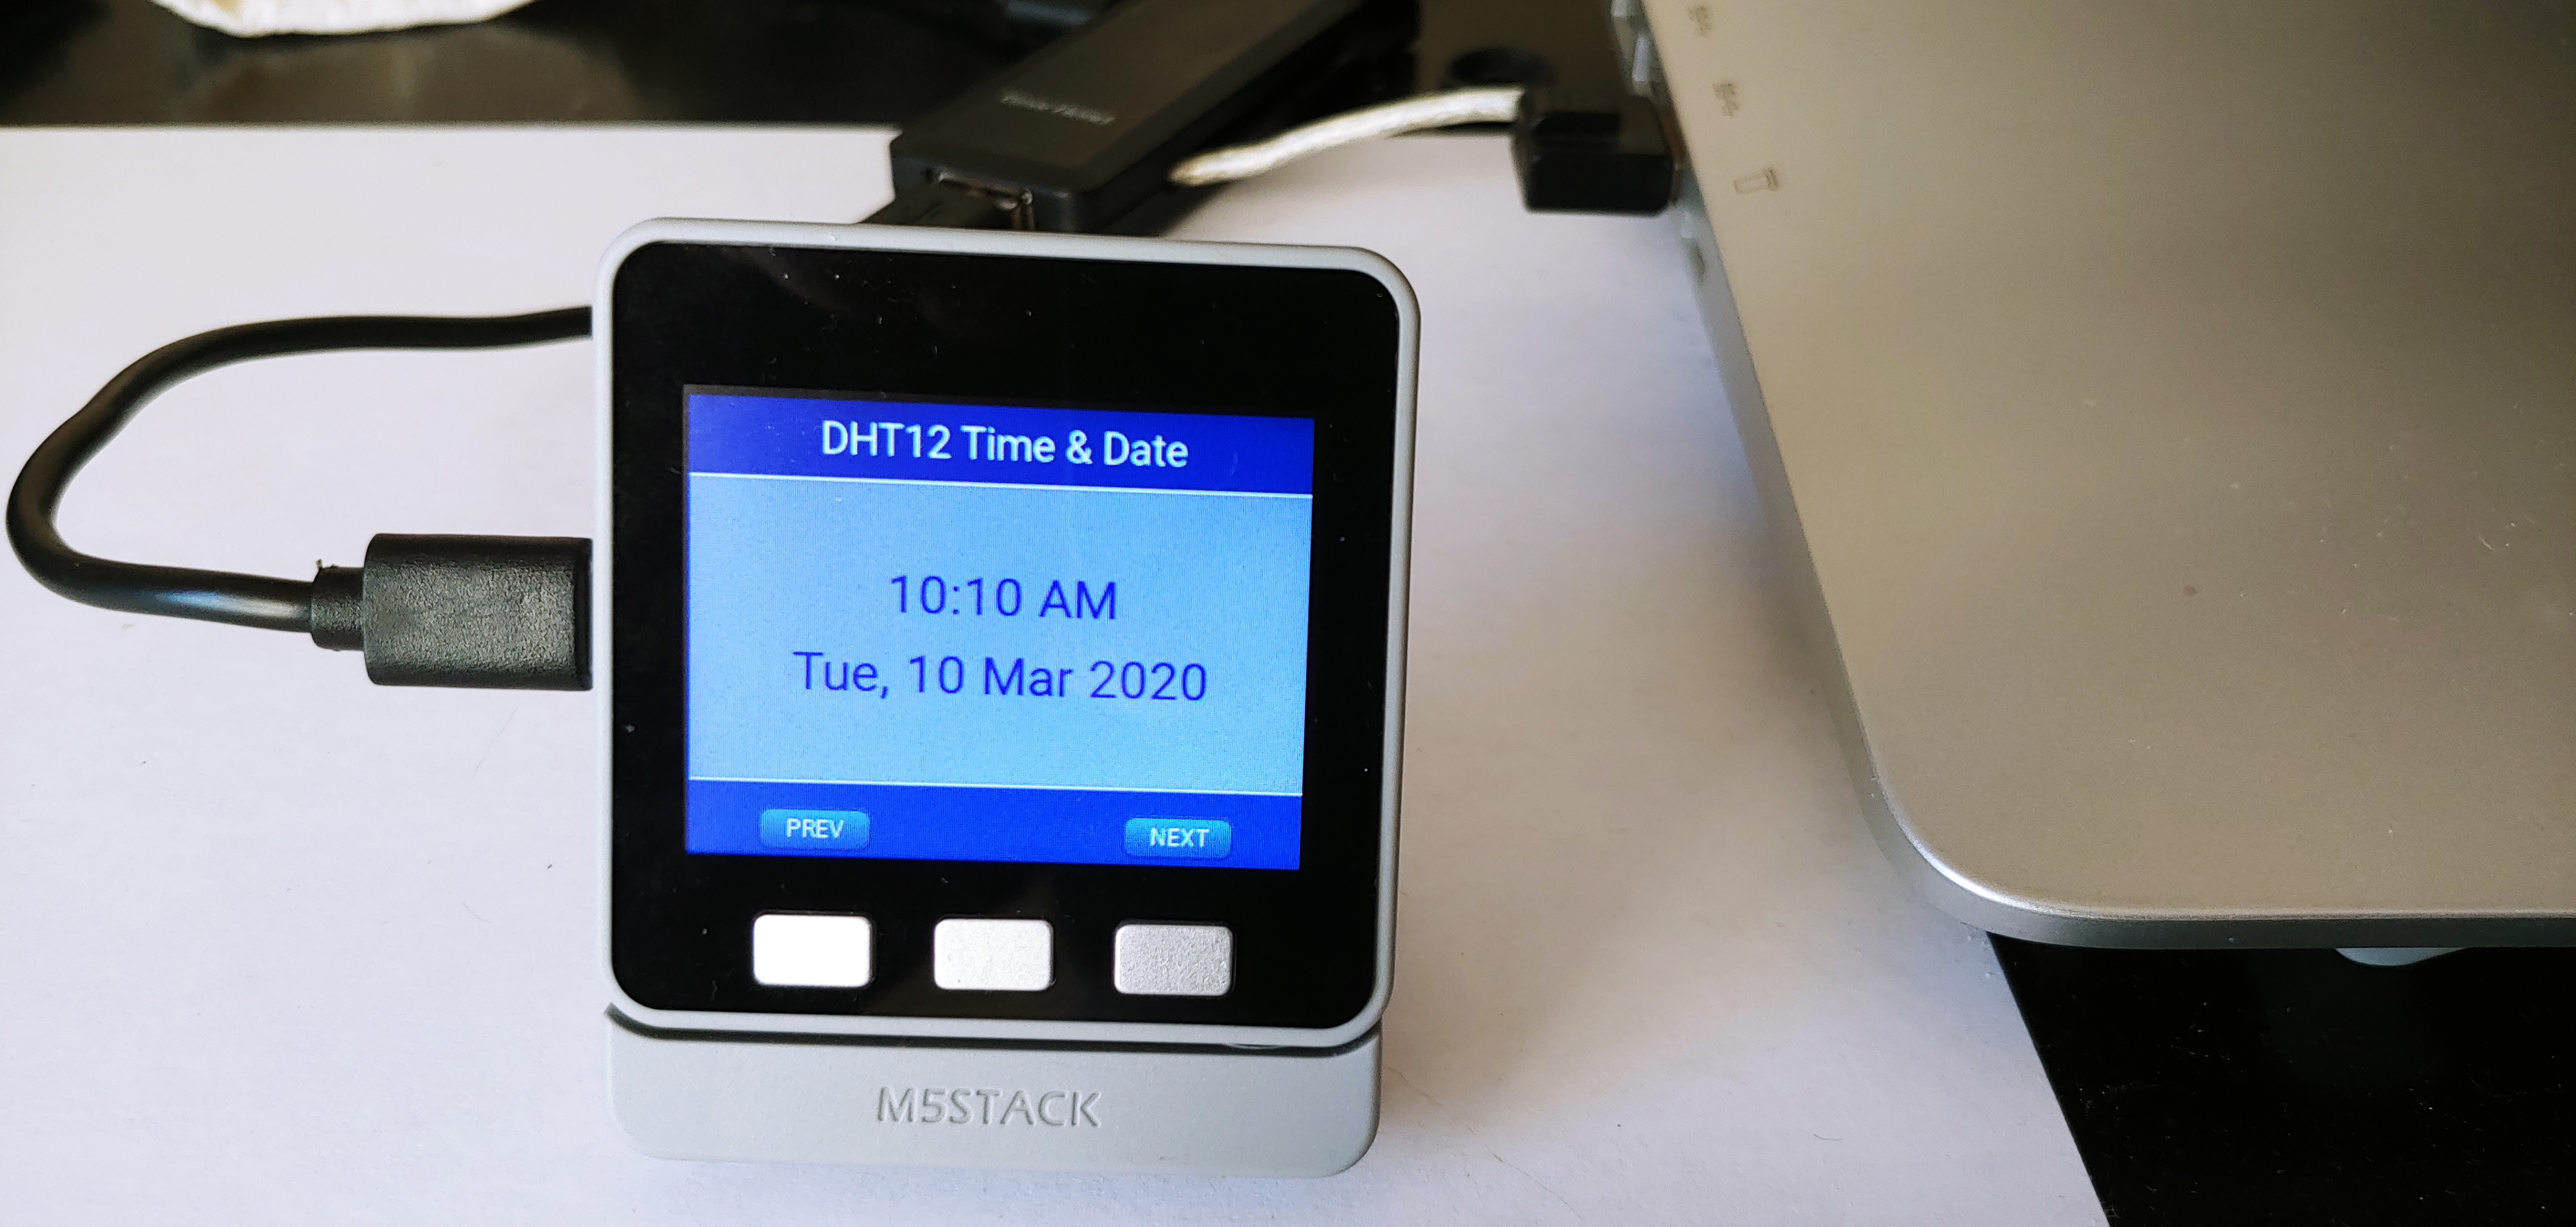 DHT12 Time & Date
10:10 AM
Tue, 10 Mar 2020
PREV
NEXT
M5STACK